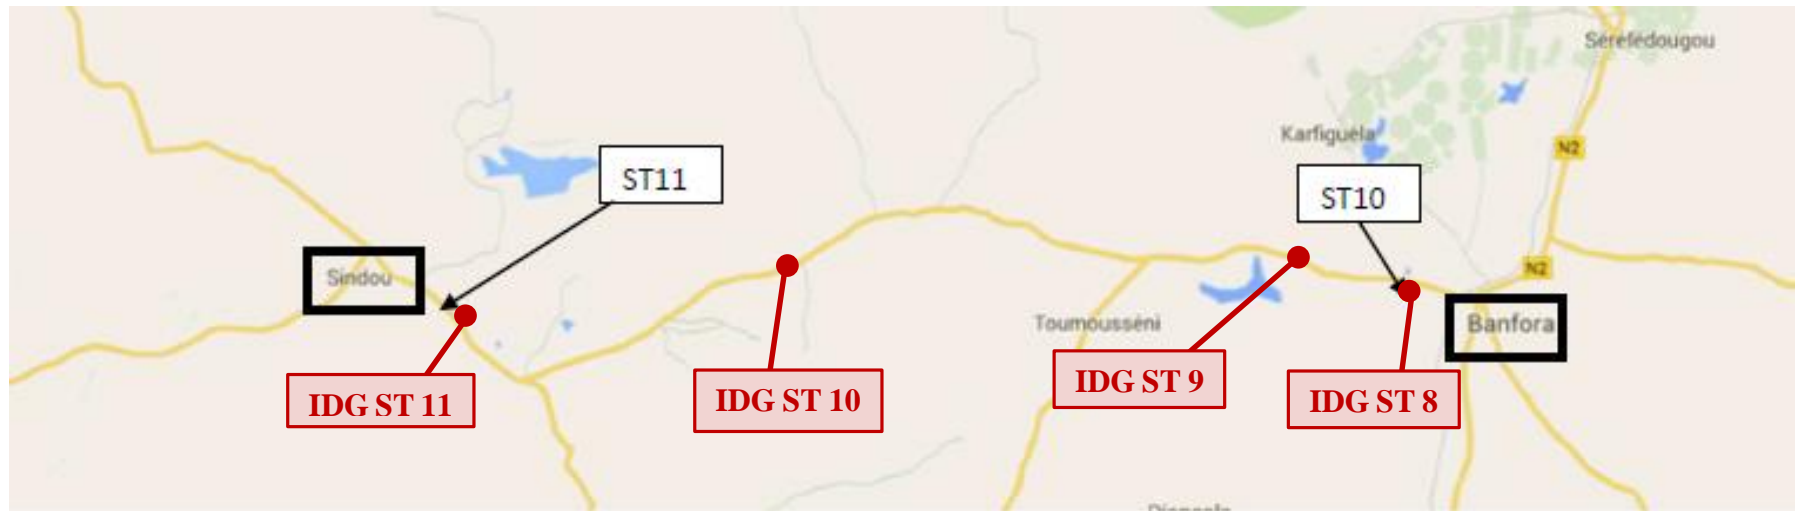 Sérélédougou
Karfiguéla
N2
ST11
ST10
Sindou
N2
Toumousséni
Banfora
IDG ST 11
IDG ST 10
IDG ST 9
IDG ST 8